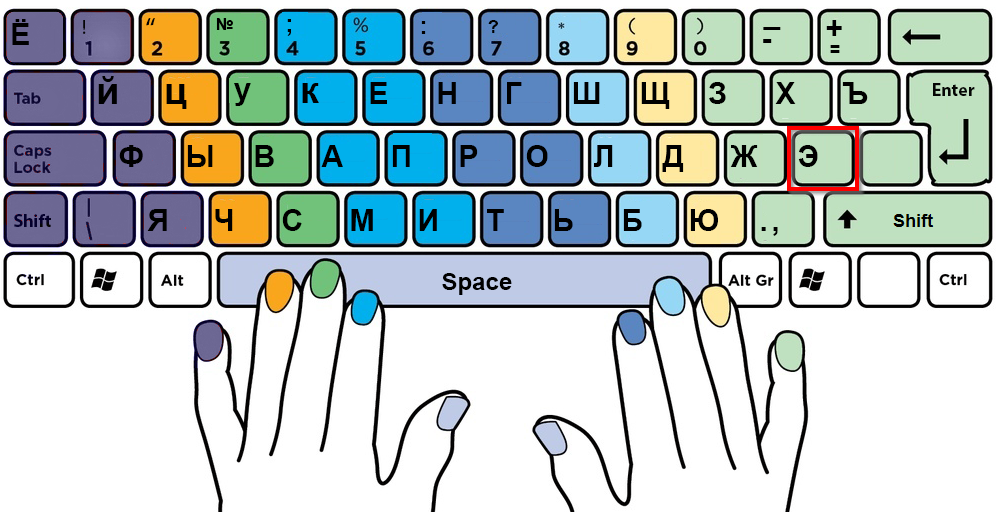 Ё ! 1 “ 2 № 3 ; 4 % 5 : 6 ? 7 * 8 ( 9 ) 0 — - + =
Tab Й Ц У К Е Н Г Ш Щ З Х Ъ Enter
Caps Lock Ф Ы В А П Р О Л Д Ж Э
Shift | \ Я Ч С М И Т Ь Б Ю . , Shift
Ctrl Alt Space Alt Gr Ctrl